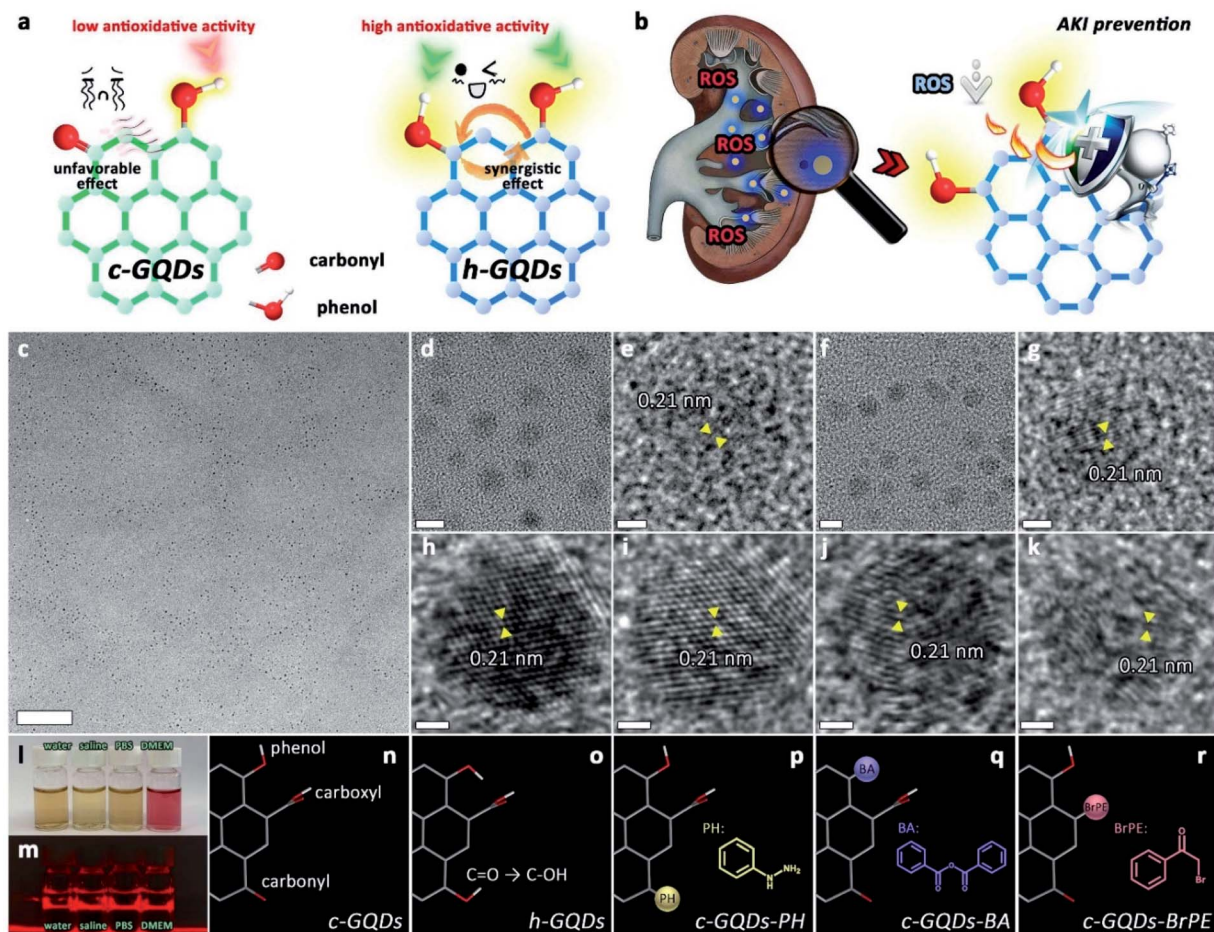 a
low antioxidative activity
high antioxidative activity
unfavorable
effect
synergistic
effect
c-GQDs
h-GQDs
carbonyl
phenol
b
AKI prevention
ROS
ROS
ROS
ROS
c
d
e
0.21 nm
f
g
0.21 nm
h
0.21 nm
i
0.21 nm
j
0.21 nm
k
0.21 nm
l
water saline PBS DMEM
m
water saline PBS DMEM
n
phenol
carboxyl
carbonyl
c-GQDs
o
C=O → C-OH
h-GQDs
p
PH:
H
N
NH2
PH
c-GQDs-PH
q
BA
BA:
O
O
O
c-GQDs-BA
r
BrPE
BrPE:
O
Br
c-GQDs-BrPE